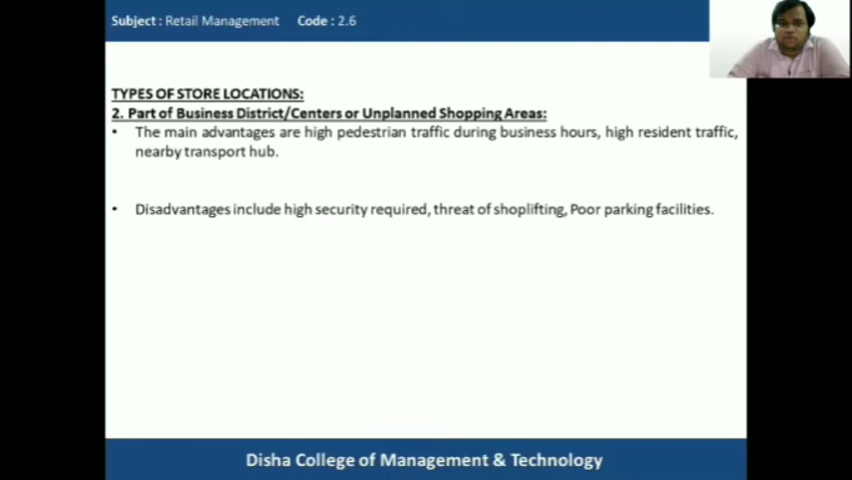 Subject : Retail Management Code : 2.6
TYPES OF STORE LOCATIONS:
2. Part of Business District/Centers or Unplanned Shopping Areas:
• The main advantages are high pedestrian traffic during business hours, high resident traffic,
nearby transport hub.
• Disadvantages include high security required, threat of shoplifting, Poor parking facilities.
Disha College of Management & Technology